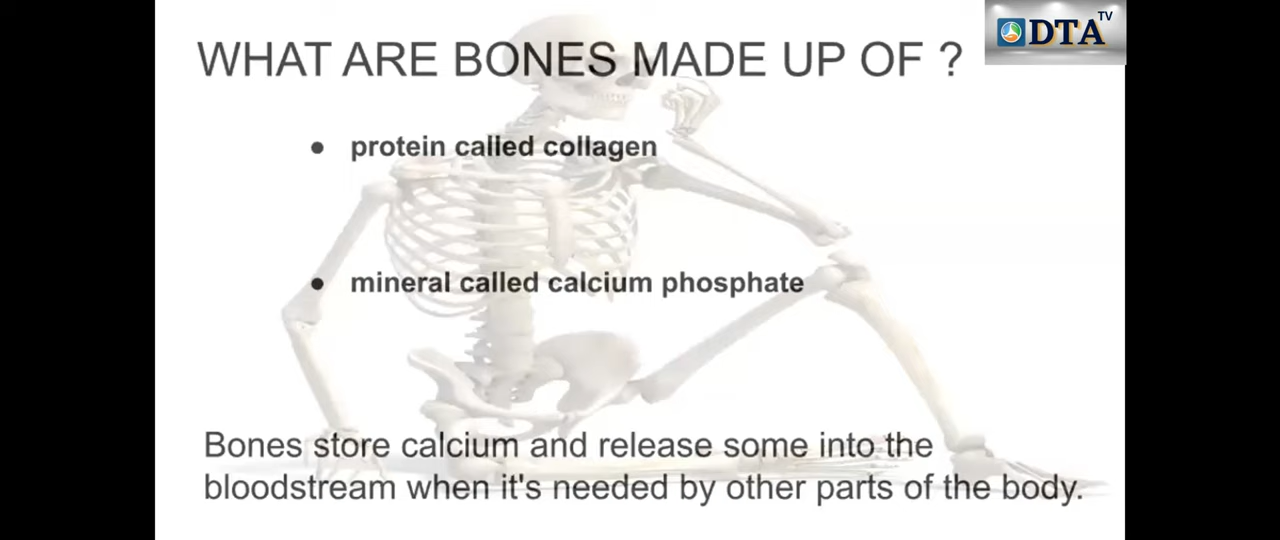 WHAT ARE BONES MADE UP OF ?
DTA TV
● protein called collagen
● mineral called calcium phosphate
Bones store calcium and release some into the
bloodstream when it's needed by other parts of the body.